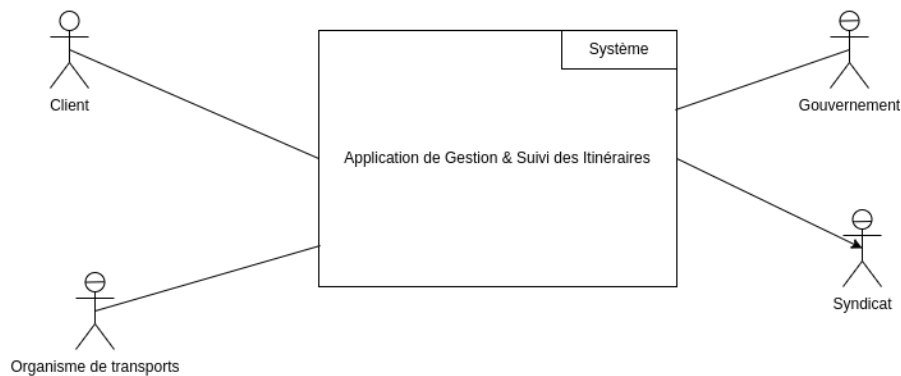 Système
Client
Gouvernement
Application de Gestion & Suivi des Itinéraires
Syndicat
Organisme de transports